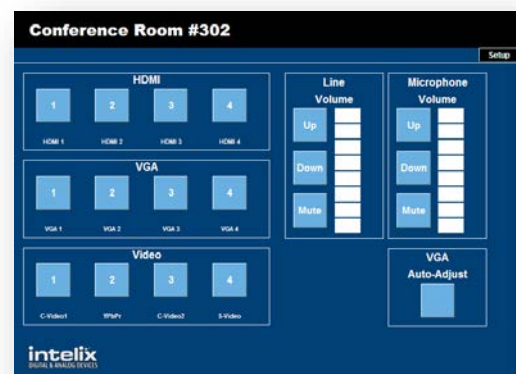 Conference Room #302
Setup
HDMI
1 2 3 4
HDMI 1 HDMI 2 HDMI 3 HDMI 4
VGA
1 2 3 4
VGA 1 VGA 2 VGA 3 VGA 4
Video
1 2 3 4
C-Video1 YPbPr C-Video2 S-Video
Line
Volume
Up
Down
Mute
Microphone
Volume
Up
Down
Mute
VGA
Auto-Adjust
intelix
DIGITAL & ANALOG DEVICES